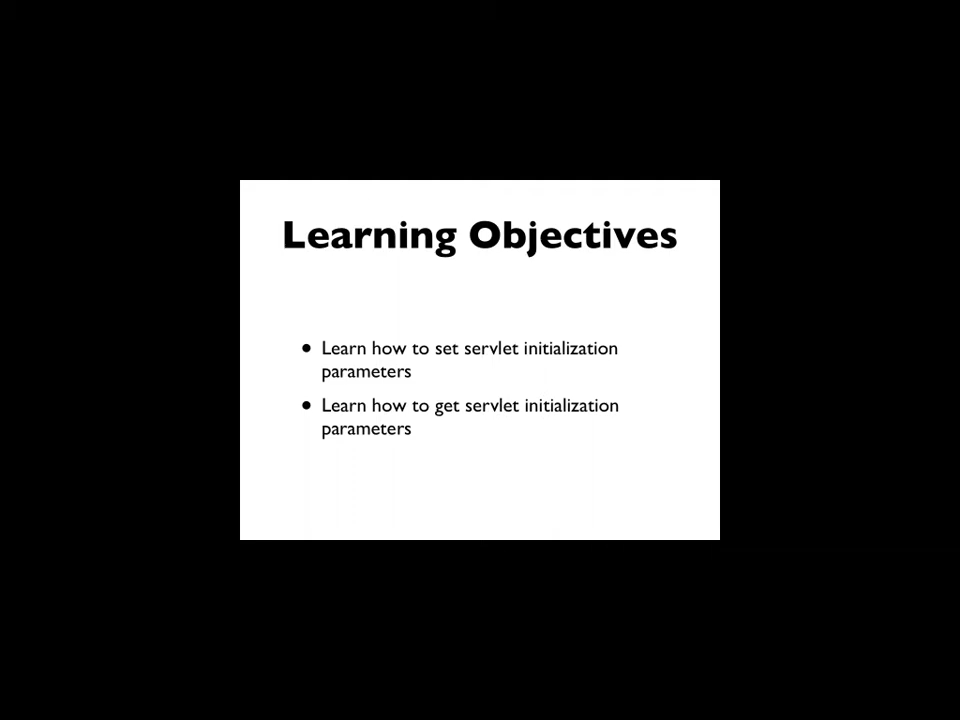 Learning Objectives
• Learn how to set servlet initialization
parameters
• Learn how to get servlet initialization
parameters